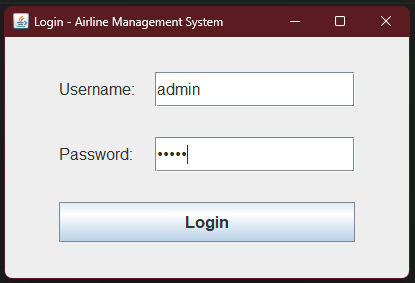 Login - Airline Management System
Username: admin
Password: •••••
Login